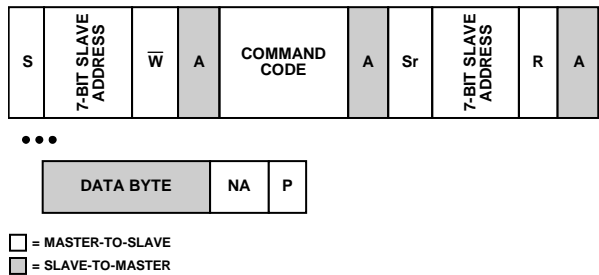 S 7-BIT SLAVE ADDRESS W̅ A COMMAND CODE A Sr 7-BIT SLAVE ADDRESS R A
•••
DATA BYTE NA P
= MASTER-TO-SLAVE
= SLAVE-TO-MASTER